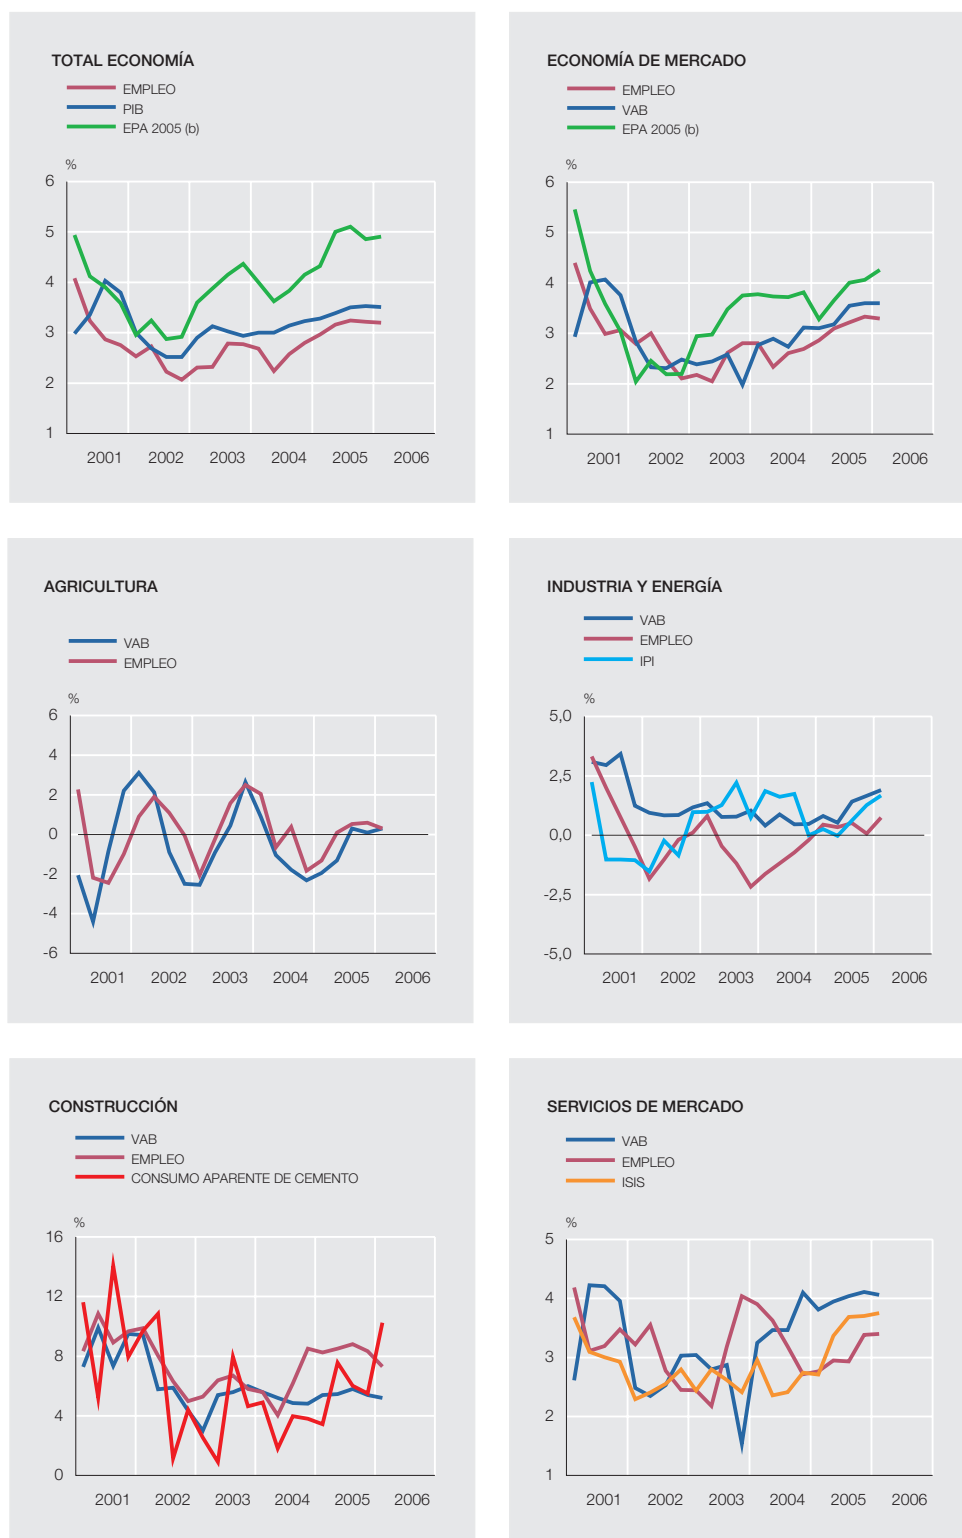 TOTAL ECONOMÍA
EMPLEO
PIB
EPA 2005 (b)
%
6
5
4
3
2
1
2001 2002 2003 2004 2005 2006
ECONOMÍA DE MERCADO
EMPLEO
VAB
EPA 2005 (b)
%
6
5
4
3
2
1
2001 2002 2003 2004 2005 2006
AGRICULTURA
VAB
EMPLEO
%
6
4
2
0
-2
-4
-6
2001 2002 2003 2004 2005 2006
INDUSTRIA Y ENERGÍA
VAB
EMPLEO
IPI
%
5,0
2,5
0,0
-2,5
-5,0
2001 2002 2003 2004 2005 2006
CONSTRUCCIÓN
VAB
EMPLEO
CONSUMO APARENTE DE CEMENTO
%
16
12
8
4
0
2001 2002 2003 2004 2005 2006
SERVICIOS DE MERCADO
VAB
EMPLEO
ISIS
%
5
4
3
2
1
2001 2002 2003 2004 2005 2006